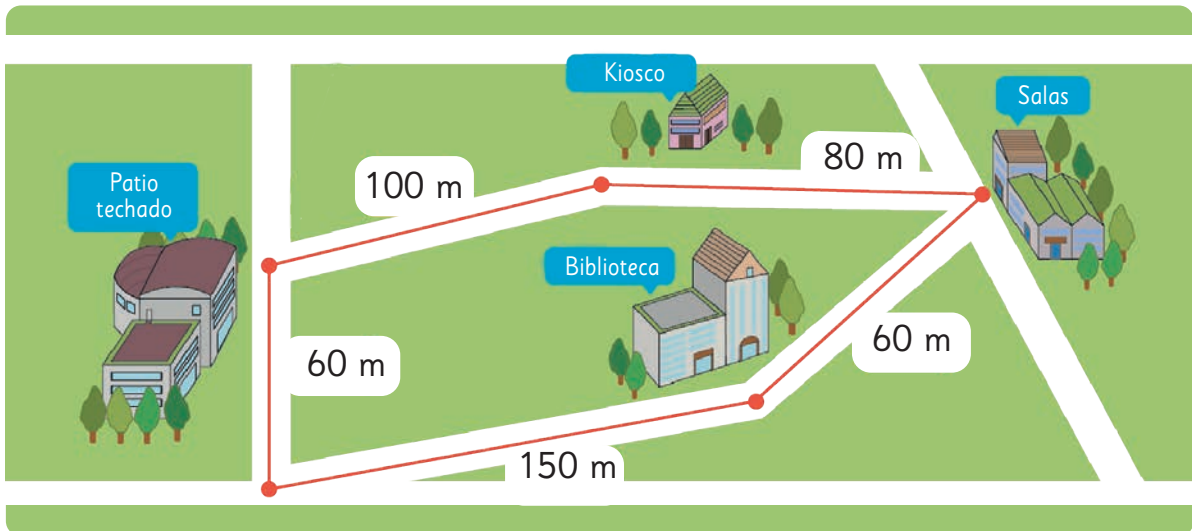 Kiosco
Salas
80 m
100 m
Patio
techado
Biblioteca
60 m
60 m
150 m